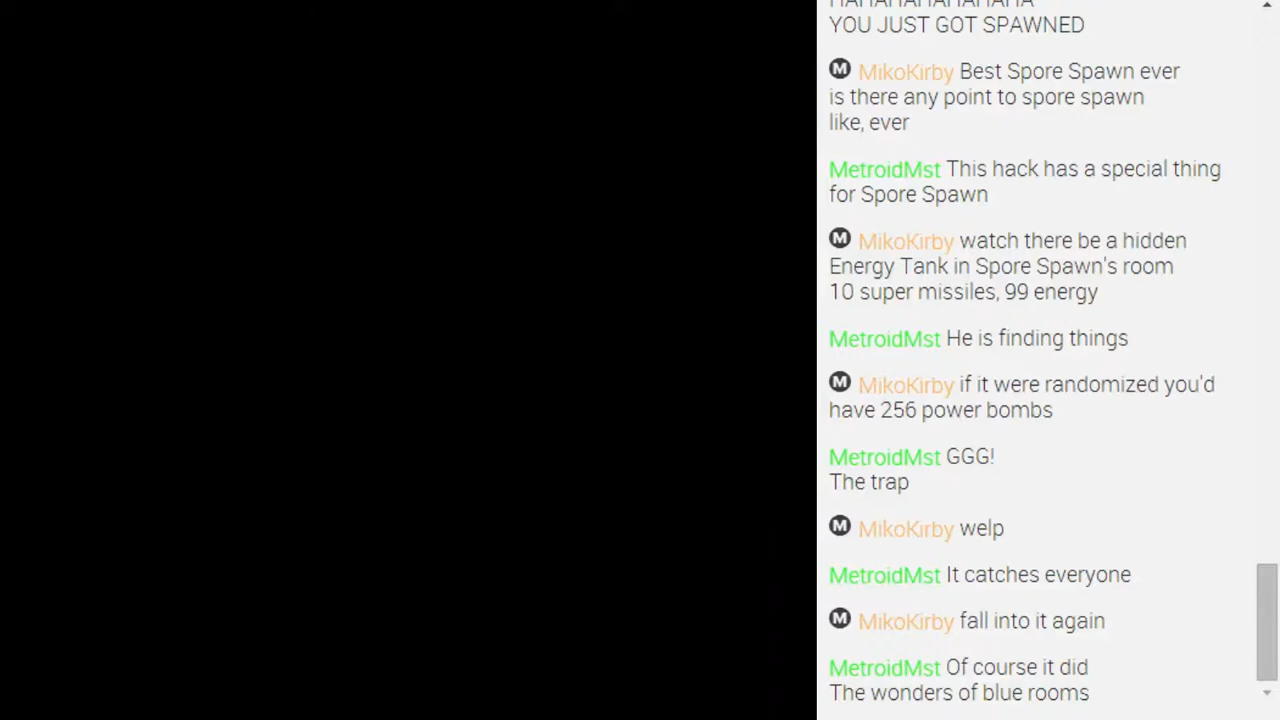 HAHAHAHAHAHAHA
YOU JUST GOT SPAWNED
M MikoKirby Best Spore Spawn ever
is there any point to spore spawn
like, ever
MetroidMst This hack has a special thing
for Spore Spawn
M MikoKirby watch there be a hidden
Energy Tank in Spore Spawn's room
10 super missiles, 99 energy
MetroidMst He is finding things
M MikoKirby if it were randomized you'd
have 256 power bombs
MetroidMst GGG!
The trap
M MikoKirby welp
MetroidMst It catches everyone
M MikoKirby fall into it again
MetroidMst Of course it did
The wonders of blue rooms